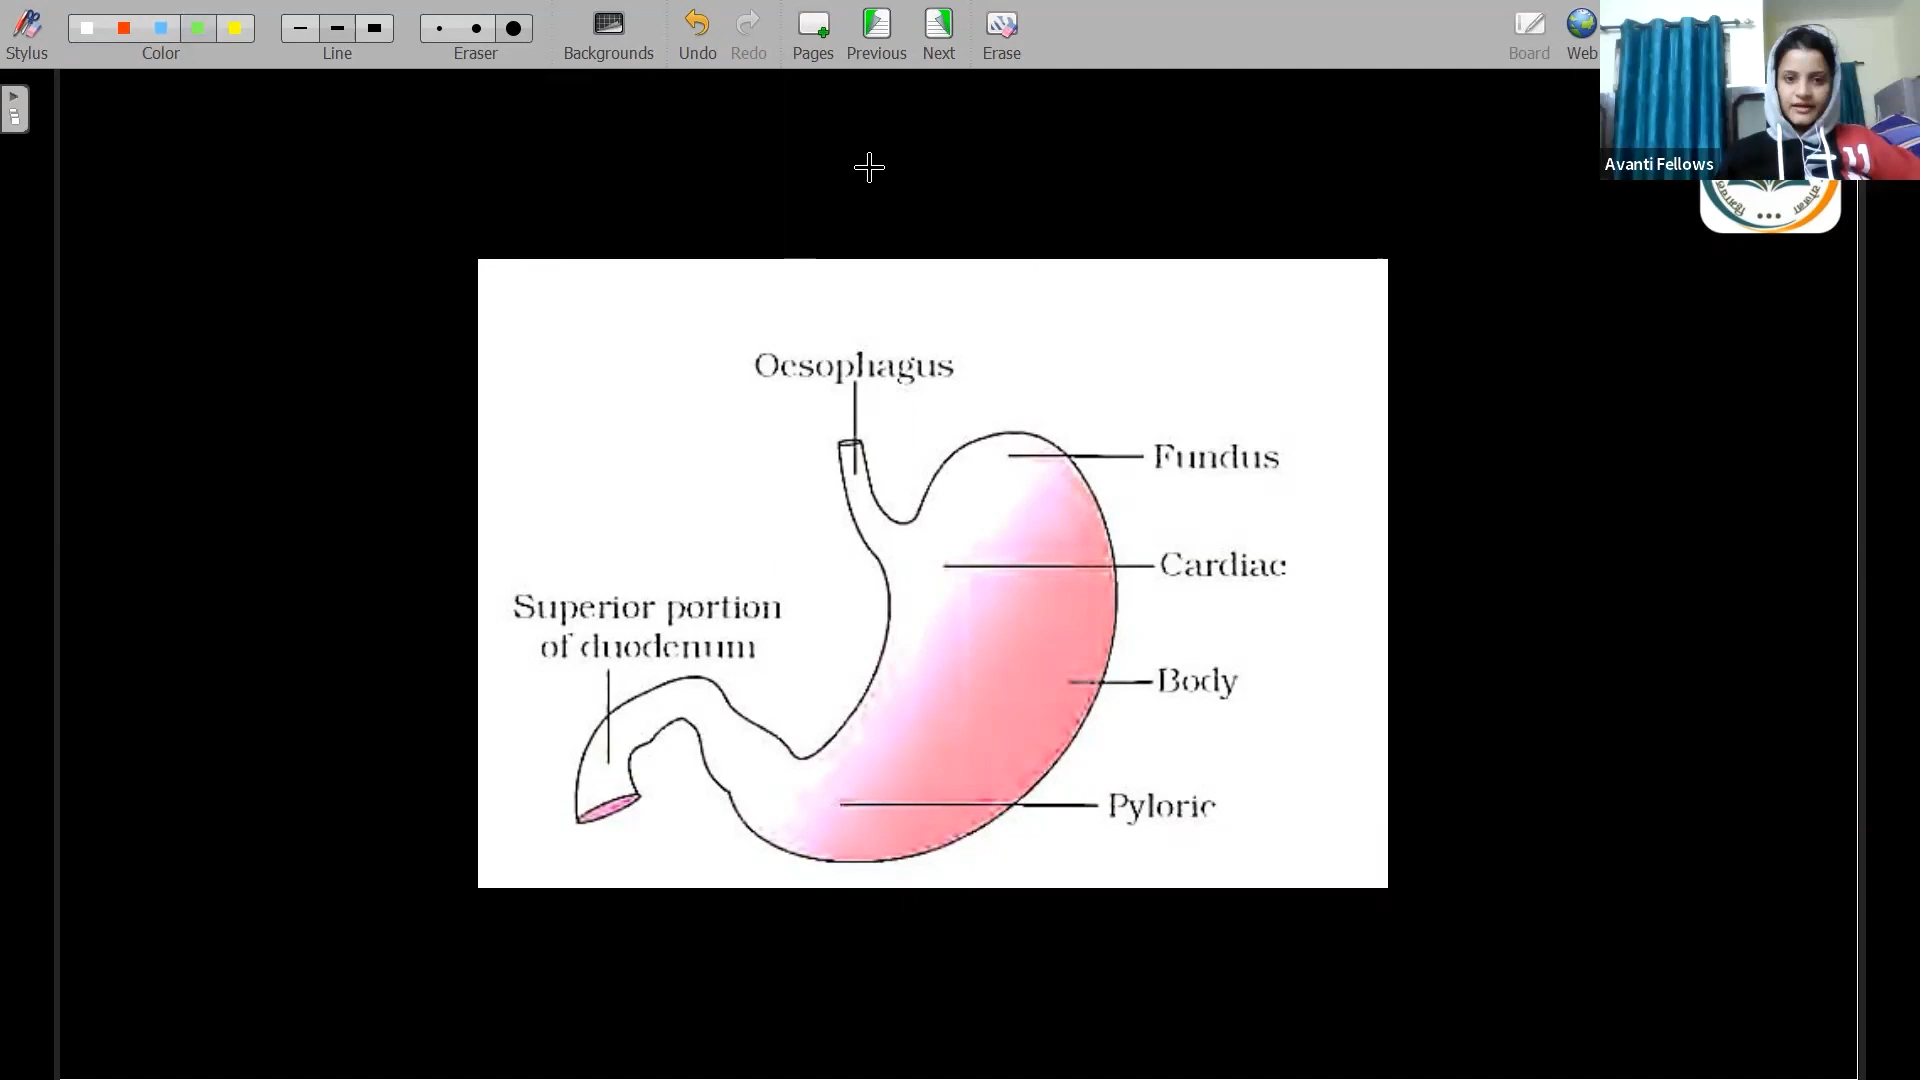 Stylus
Color
Line
Eraser
Backgrounds
Undo
Redo
Pages
Previous
Next
Erase
Board
Web
Avanti Fellows
11
Oesophagus
Fundus
Cardiac
Superior portion
of duodenum
Body
Pyloric